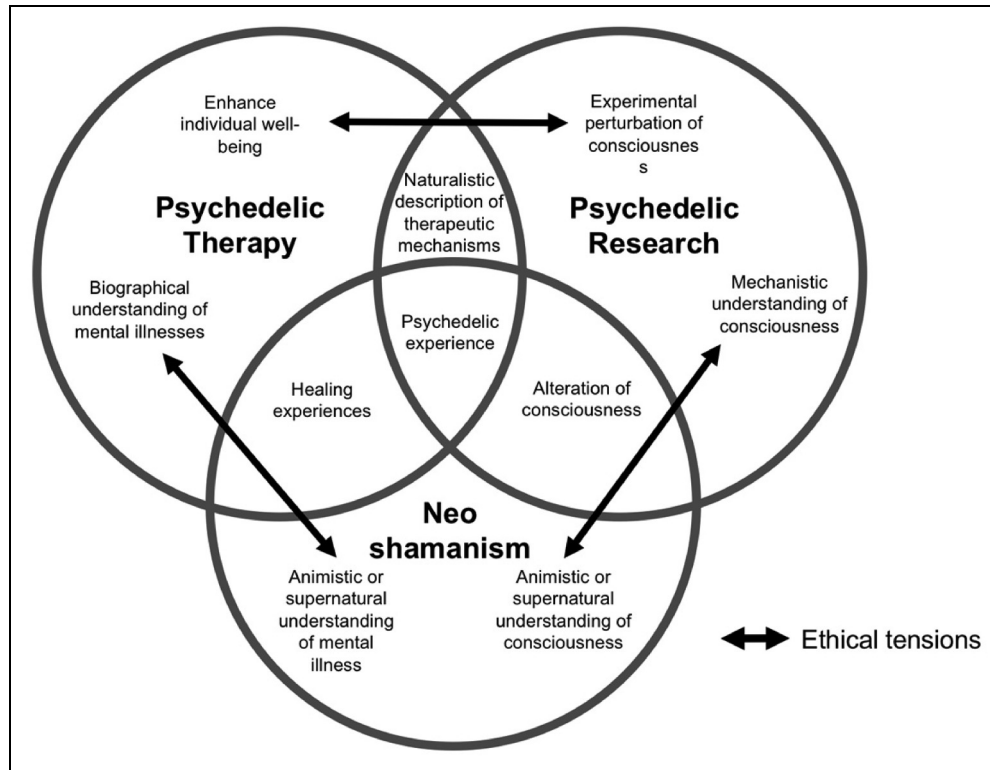 Enhance
individual well-
being
Experimental
perturbation of
consciousnes
s
Naturalistic
description of
therapeutic
mechanisms
Psychedelic
Therapy
Psychedelic
Research
Biographical
understanding of
mental illnesses
Mechanistic
understanding of
consciousness
Psychedelic
experience
Healing
experiences
Alteration of
consciousness
Neo
shamanism
Animistic or
supernatural
understanding
of mental
illness
Animistic or
supernatural
understanding of
consciousness
Ethical tensions